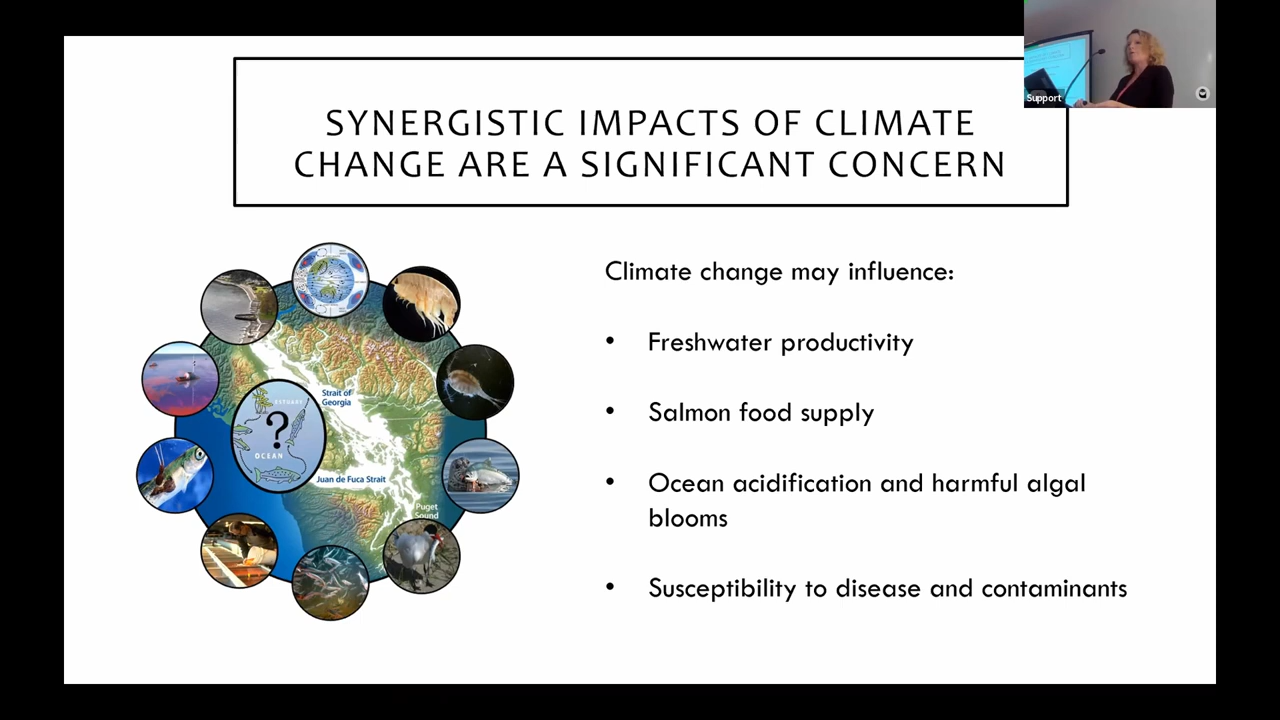 Support
SYNERGISTIC IMPACTS OF CLIMATE
CHANGE ARE A SIGNIFICANT CONCERN
Climate change may influence:
• Freshwater productivity
• Salmon food supply
• Ocean acidification and harmful algal
blooms
• Susceptibility to disease and contaminants
Strait of
Georgia
ESTUARY
?
OCEAN
Juan de Fuca Strait
Puget
Sound